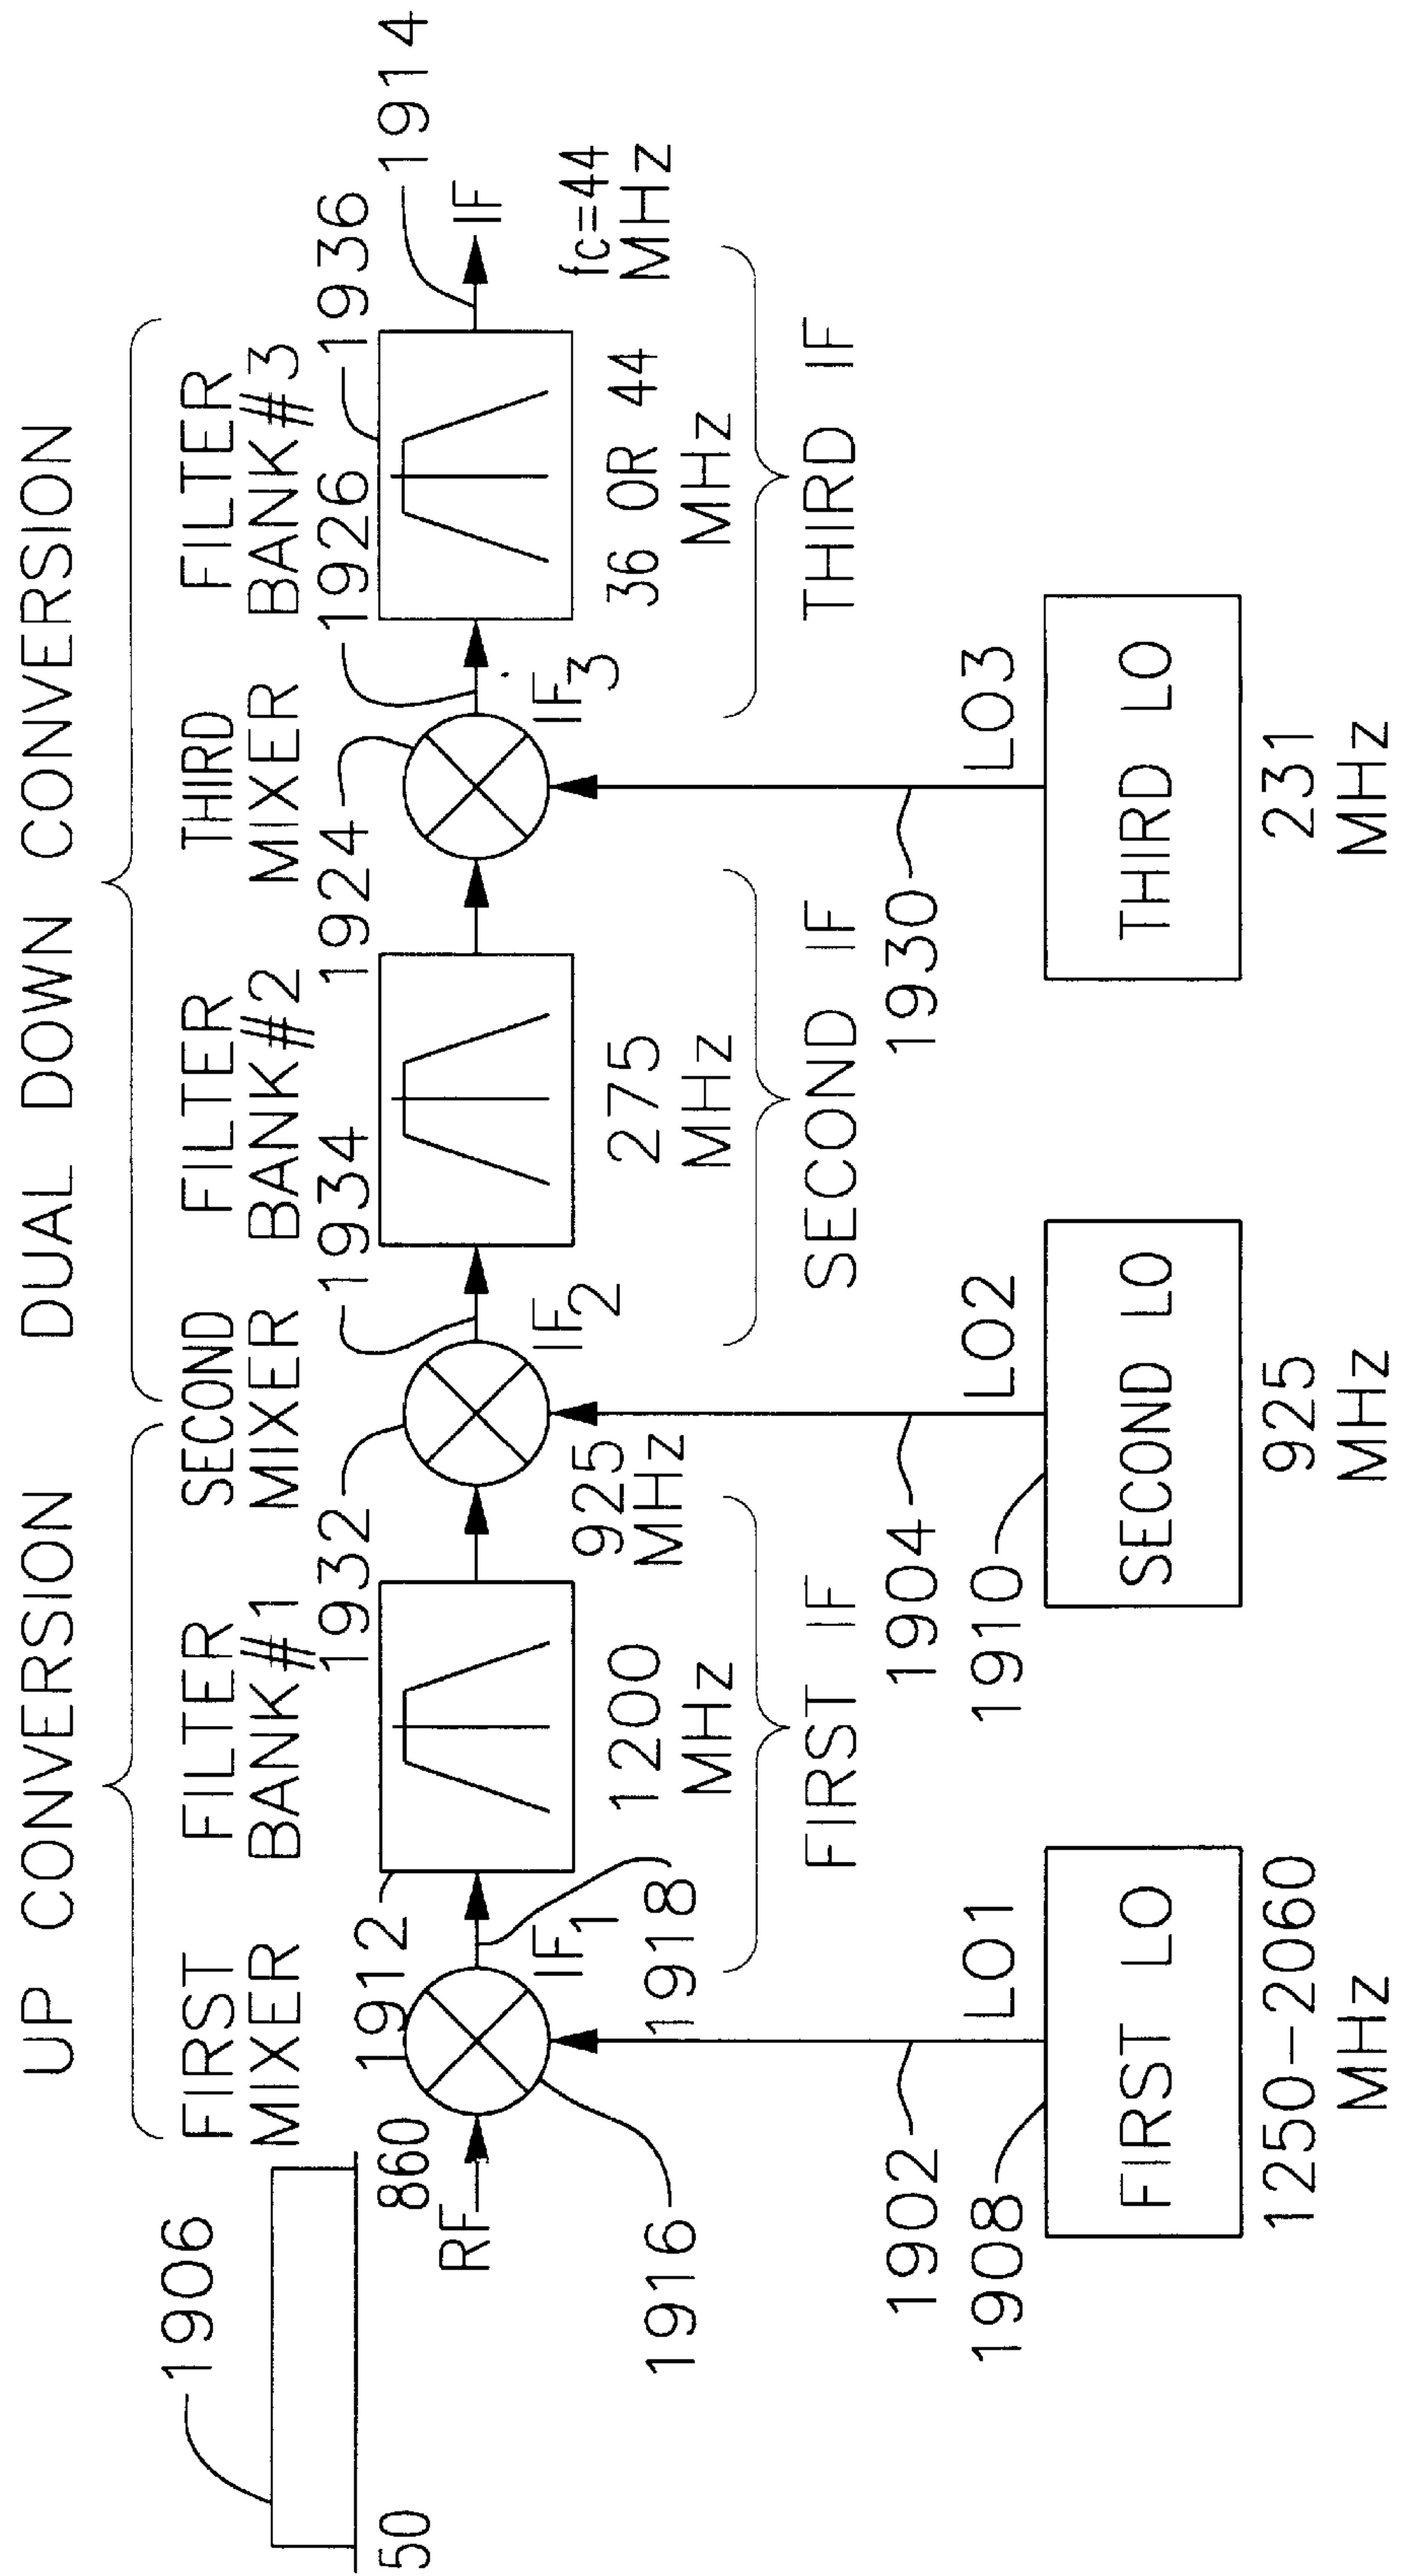 UP CONVERSION
DUAL DOWN CONVERSION
1906
FIRST
MIXER
FILTER
BANK#1
SECOND
MIXER
FILTER
BANK#2
THIRD
MIXER
FILTER
BANK#3
1912
1932
1934
1924
1926
1936
1914
50
860
RF
IF1
IF2
IF3
IF
1916
1918
1200
MHz
925
MHz
275
MHz
36 OR 44
MHz
fc=44
MHz
FIRST IF
SECOND IF
THIRD IF
1902
1904
1930
1908
LO1
1910
LO2
LO3
FIRST LO
SECOND LO
THIRD LO
1250-2060
MHz
925
MHz
231
MHz